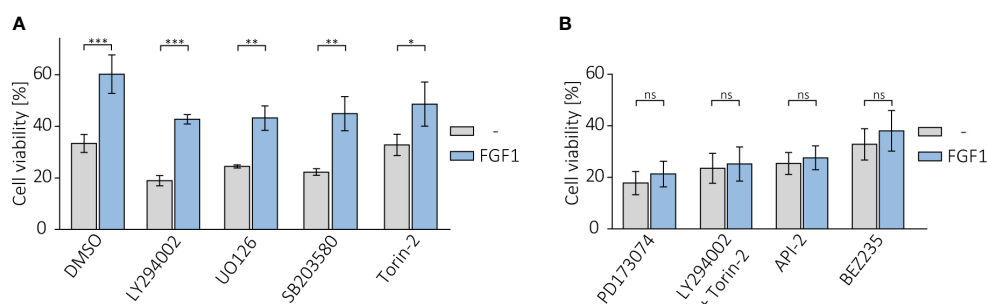 A
Cell viability [%]
60
40
20
0
***
***
**
**
*
DMSO
LY294002
UO126
SB203580
Torin-2
-
FGF1
B
Cell viability [%]
60
40
20
0
ns
ns
ns
ns
PD173074
LY294002
+ Torin-2
API-2
BEZ235
-
FGF1